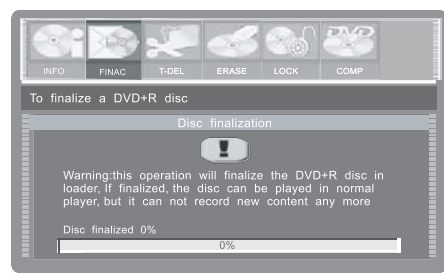 INFO FINAC T-DEL ERASE LOCK COMP
To finalize a DVD+R disc
Disc finalization
!
Warning:this operation will finalize the DVD+R disc in
loader, If finalized, the disc can be played in normal
player, but it can not record new content any more
Disc finalized 0%
0%